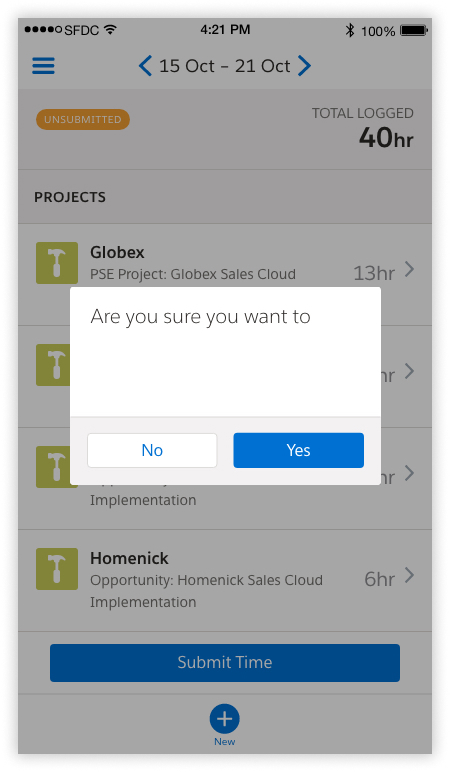 SFDC 4:21 PM 100%
15 Oct – 21 Oct
UNSUBMITTED
TOTAL LOGGED
40hr
PROJECTS
Globex
PSE Project: Globex Sales Cloud
13hr
Are you sure you want to
No Yes
Implementation
Homenick
Opportunity: Homenick Sales Cloud
Implementation
6hr
Submit Time
New